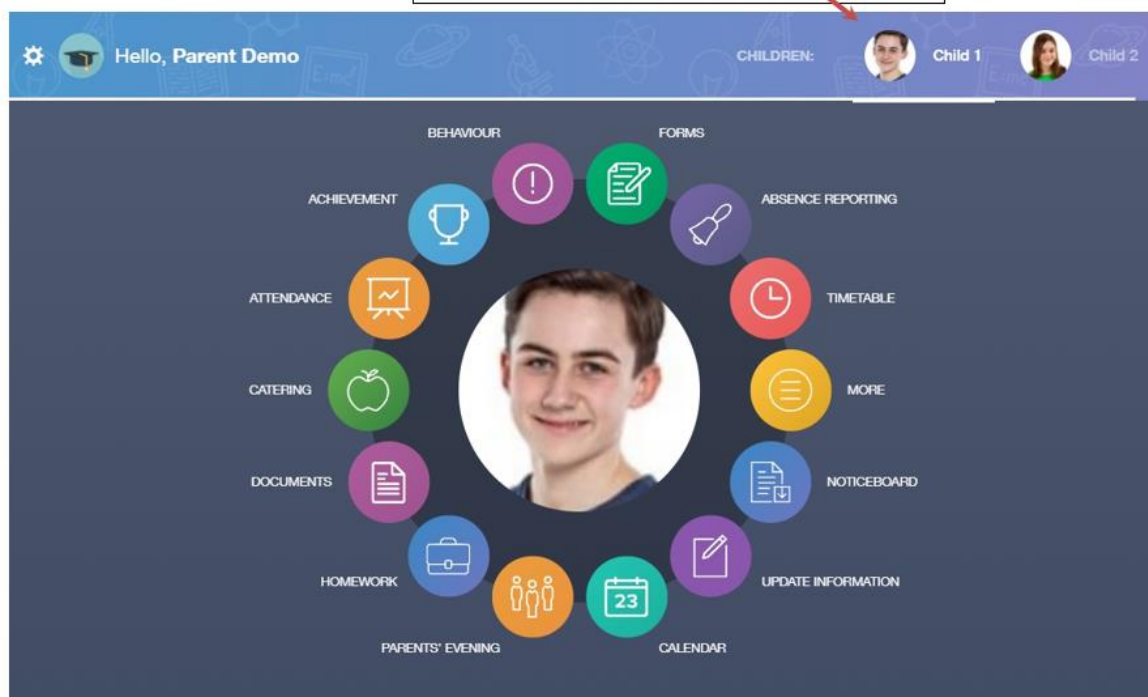 Hello, Parent Demo
CHILDREN:
Child 1
Child 2
BEHAVIOUR
FORMS
ACHIEVEMENT
ABSENCE REPORTING
ATTENDANCE
TIMETABLE
CATERING
MORE
DOCUMENTS
NOTICEBOARD
HOMEWORK
UPDATE INFORMATION
23
PARENTS' EVENING
CALENDAR